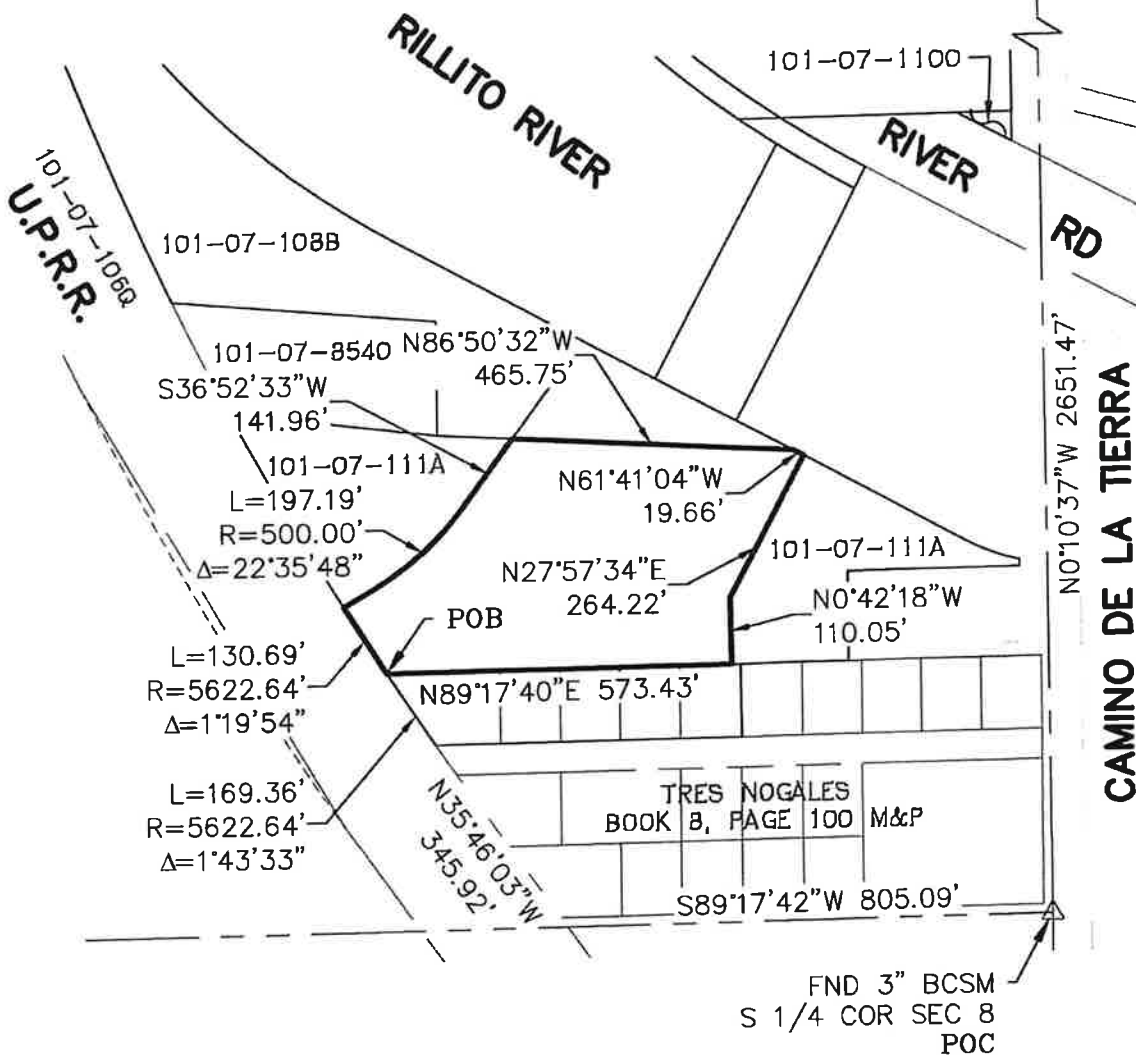 RILLITO RIVER
101-07-1100
RIVER
RD
101-07-106Q
U.P.R.R.
101-07-108B
101-07-8540
N86°50'32"W
465.75'
S36°52'33"W
141.96'
101-07-111A
L=197.19'
R=500.00'
Δ=22°35'48"
N61°41'04"W
19.66'
N27°57'34"E
264.22'
101-07-111A
N0°42'18"W
110.05'
N0°10'37"W 2651.47'
CAMINO DE LA TIERRA
POB
L=130.69'
R=5622.64'
Δ=1°19'54"
N89°17'40"E 573.43'
L=169.36'
R=5622.64'
Δ=1°43'33"
N35°46'03"W
345.92'
TRES NOGALES
BOOK 8, PAGE 100 M&P
S89°17'42"W 805.09'
FND 3" BCSM
S 1/4 COR SEC 8
POC